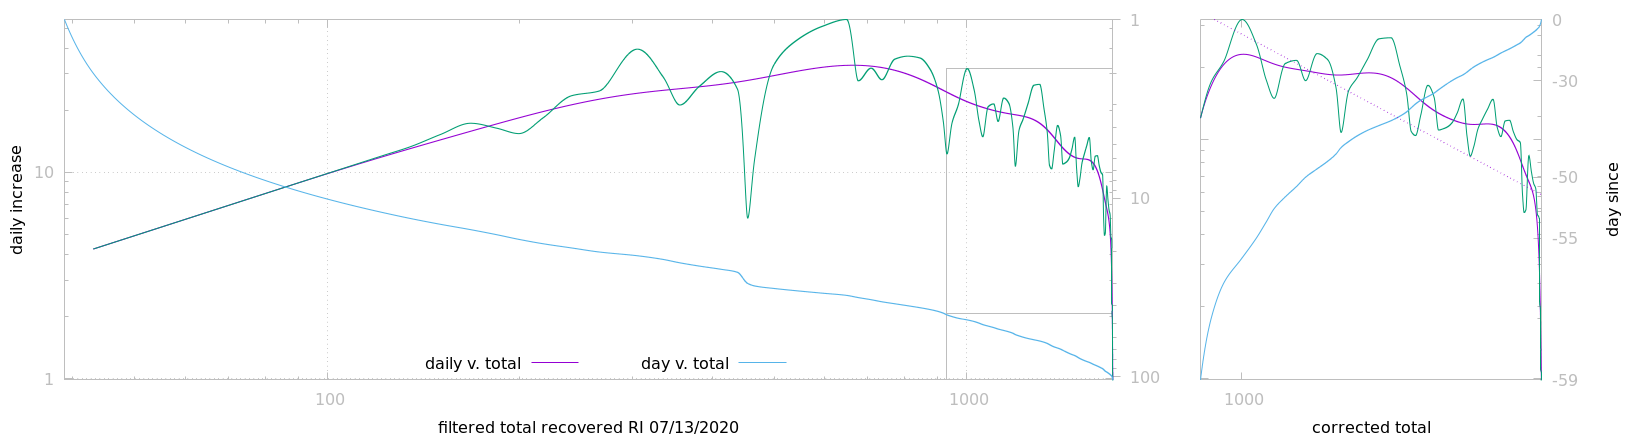 1
0
-30
10
10
-50
-55
daily increase
day since
daily v. total
day v. total
1
100
-59
100
1000
1000
filtered total recovered RI 07/13/2020
corrected total